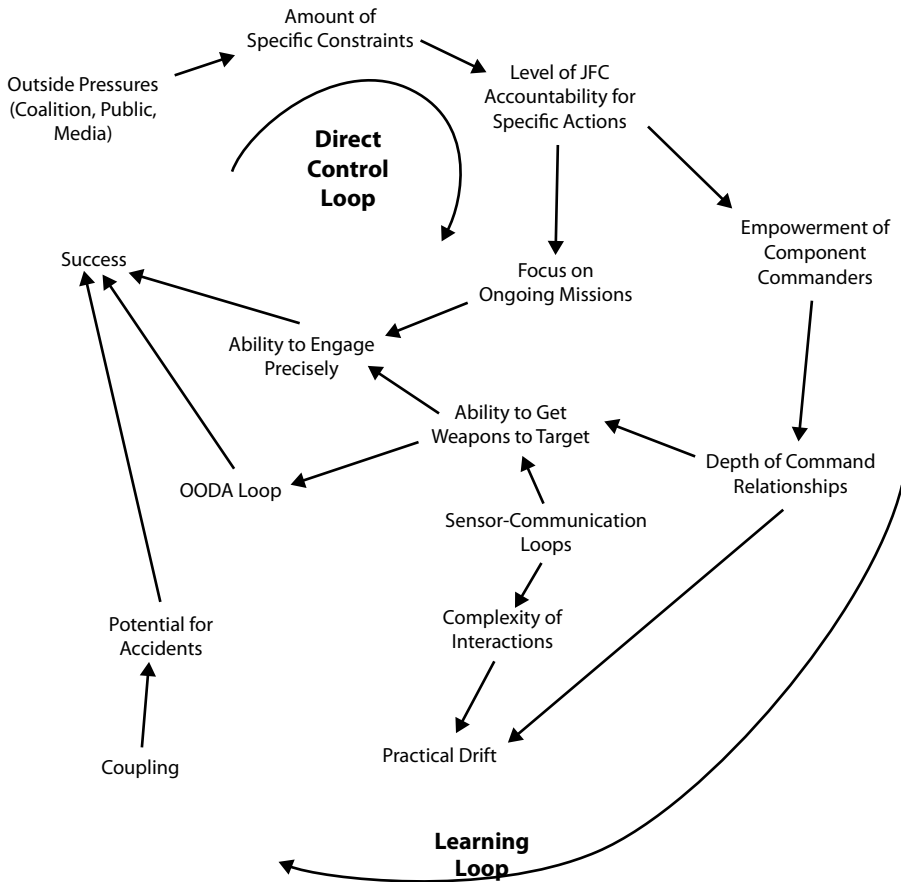 Amount of
Specific Constraints
Outside Pressures
(Coalition, Public,
Media)
Level of JFC
Accountability for
Specific Actions
Direct
Control
Loop
Empowerment of
Component
Commanders
Success
Focus on
Ongoing Missions
Ability to Engage
Precisely
Ability to Get
Weapons to Target
Depth of Command
Relationships
OODA Loop
Sensor-Communication
Loops
Potential for
Accidents
Complexity of
Interactions
Coupling
Practical Drift
Learning
Loop